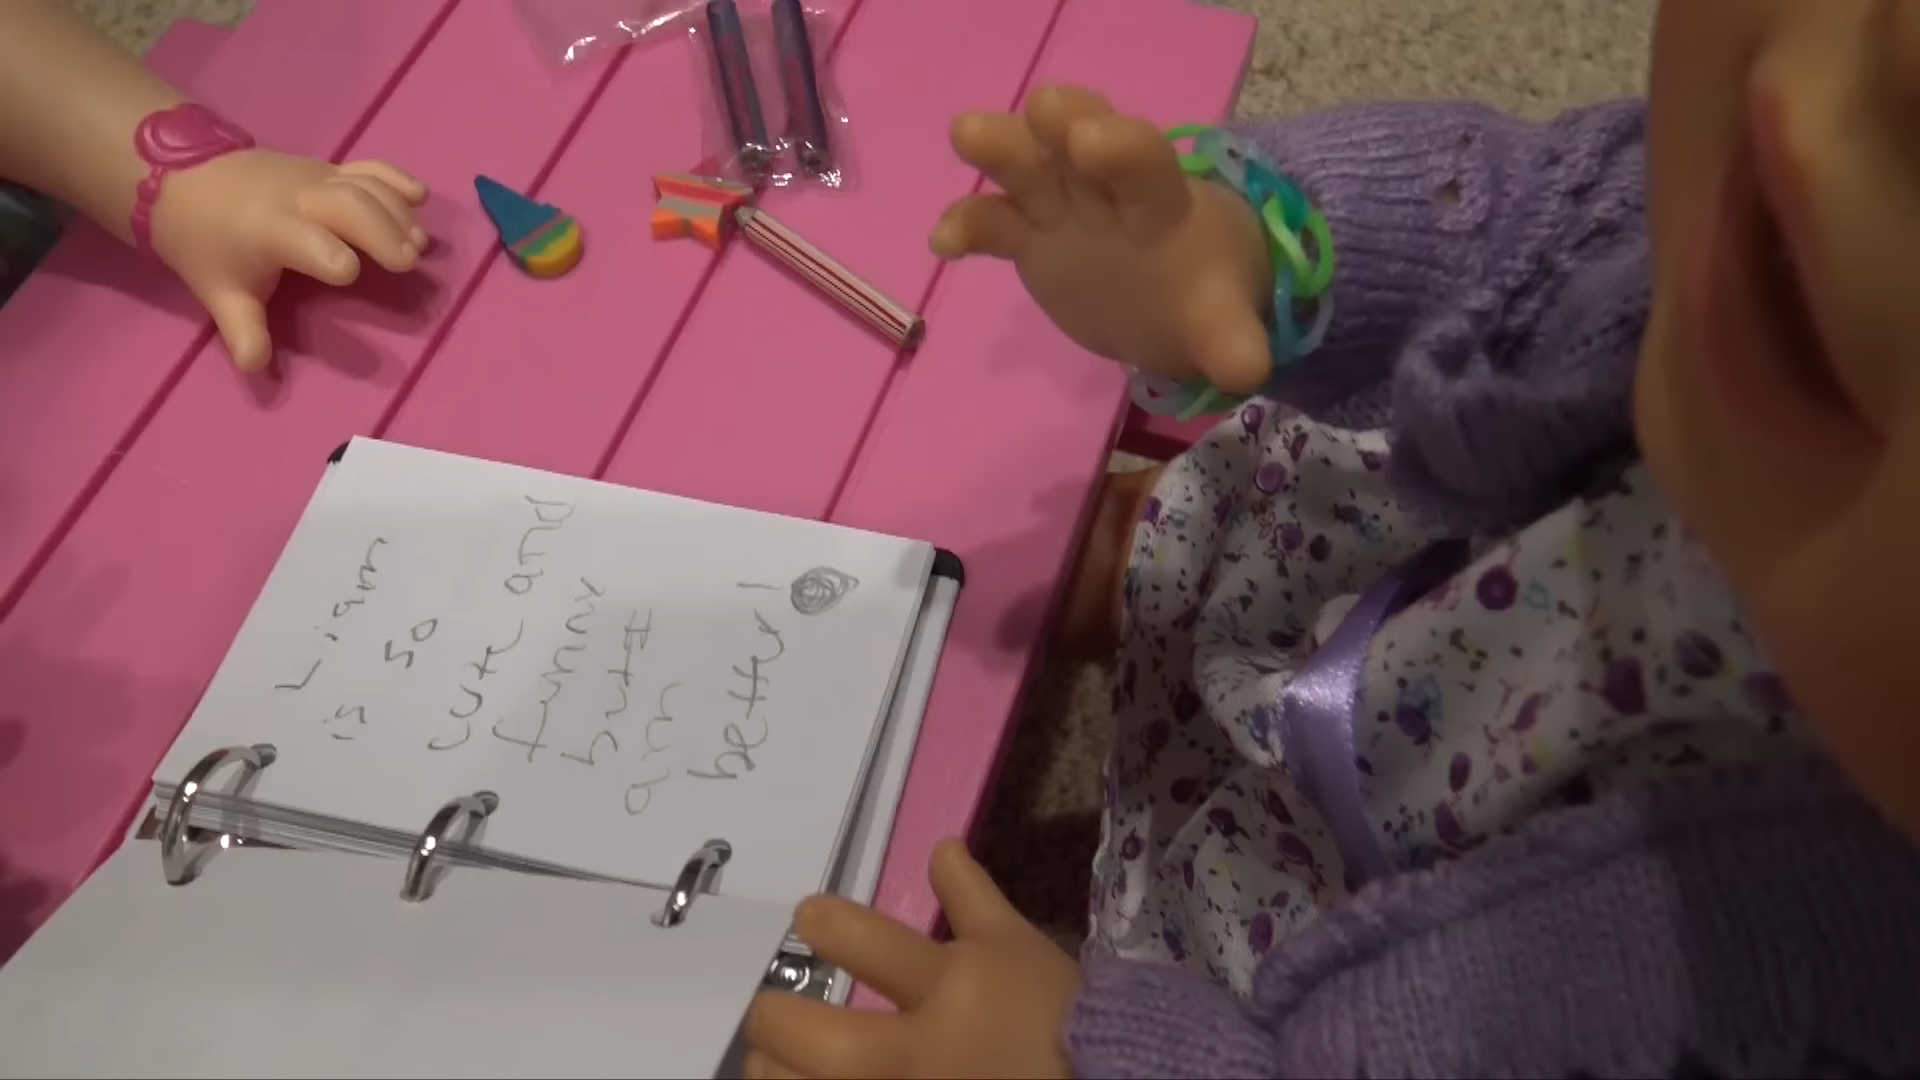 Liam
is so
cute and
funny
but I
am
better!